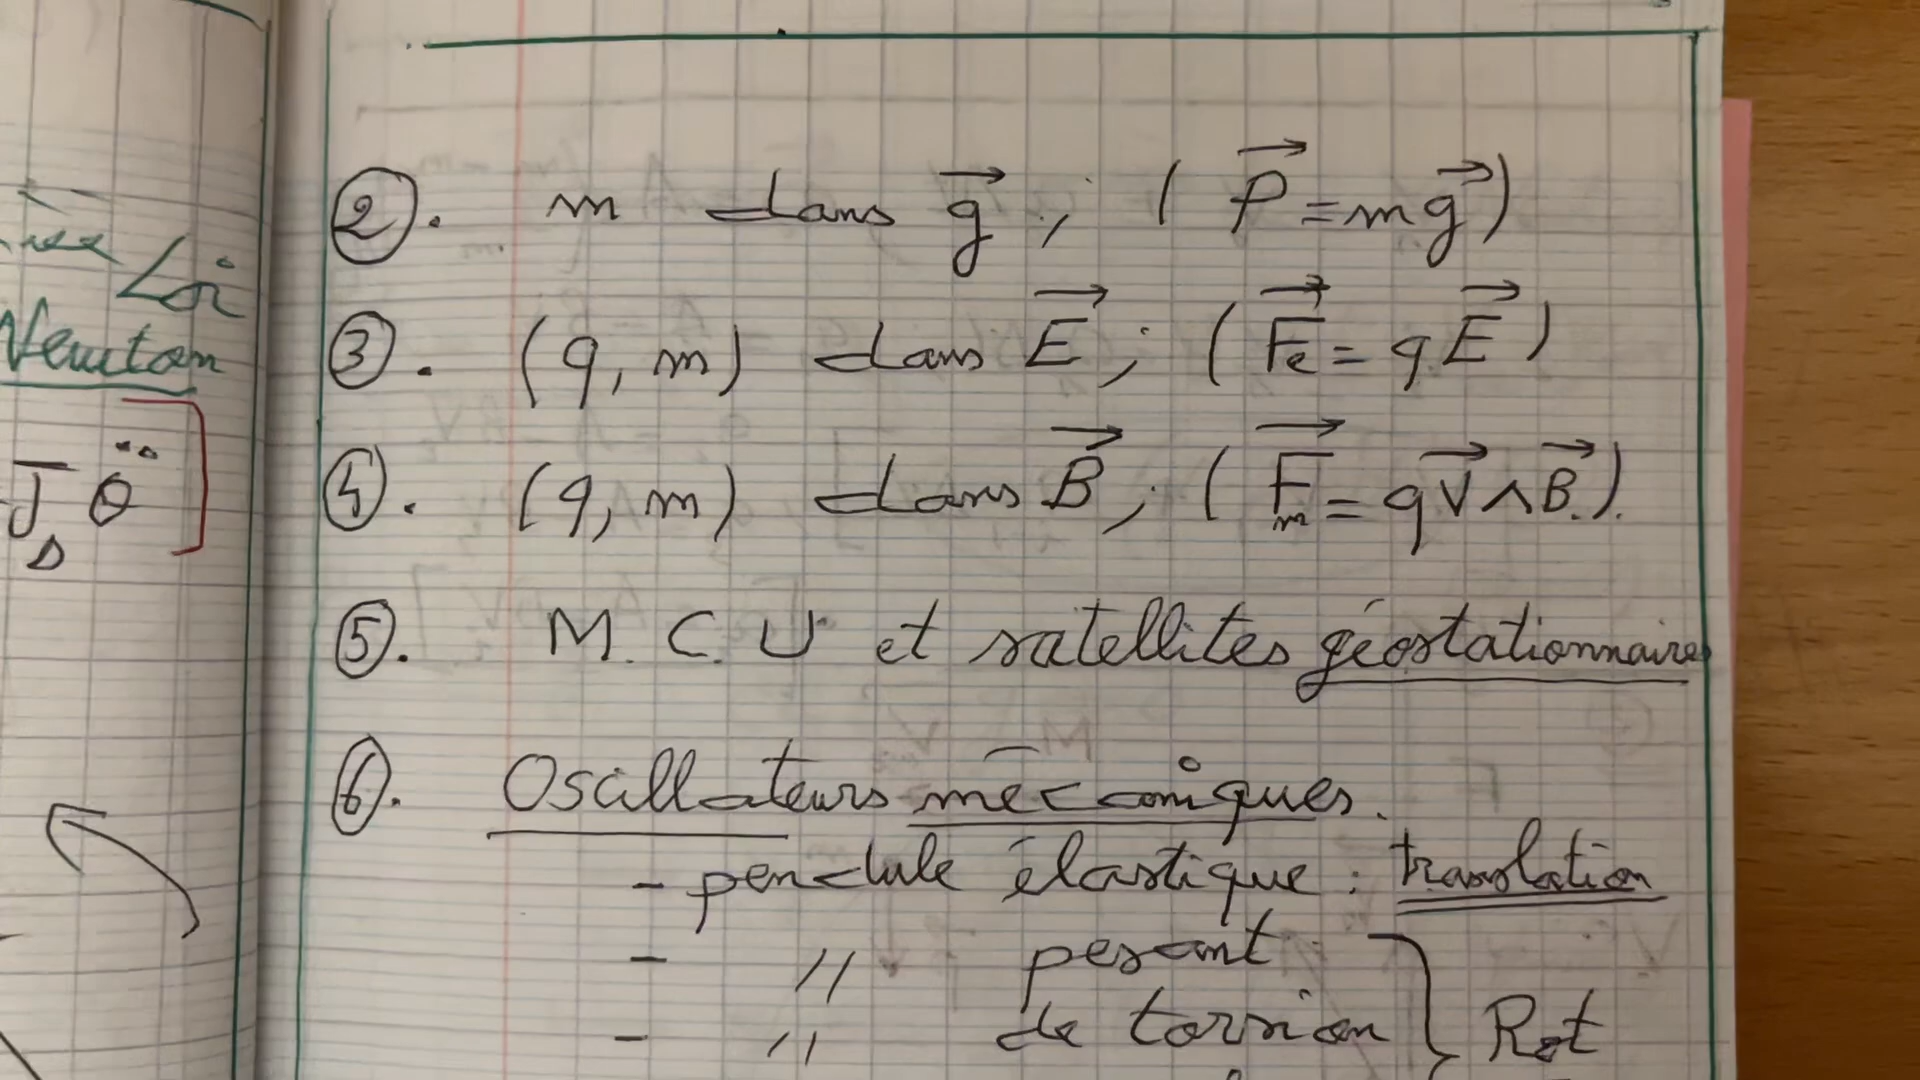 Loi
Newton
J_Δ θ̈
②. m dans g⃗ ; ( P⃗ = mg⃗ )
③. (q, m) dans E⃗ ; ( F⃗e = qE⃗ )
④. (q, m) dans B⃗ ; ( F⃗m = qV⃗ ∧ B⃗ ).
⑤. M.C.U et satellites géostationnaires
⑥. Oscillateurs mécaniques.
- pendule élastique : translation
- // pesant
- // de torsion } Rot